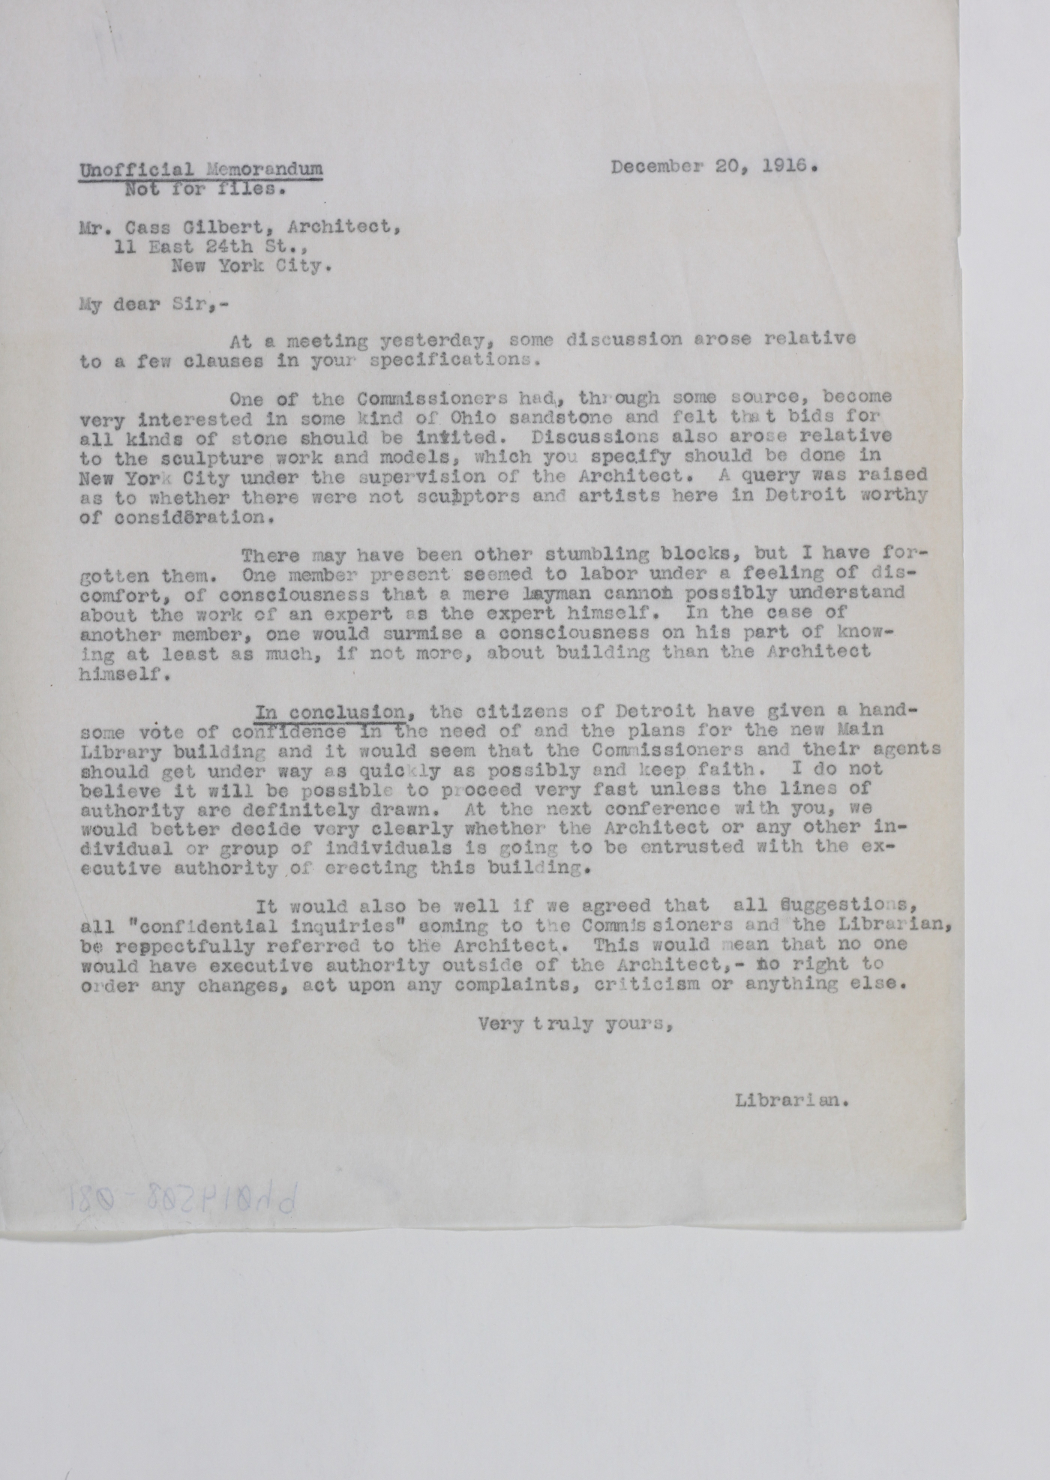 Unofficial Memorandum
Not for files.
December 20, 1916.
Mr. Cass Gilbert, Architect,
11 East 24th St.,
New York City.
My dear Sir,-
At a meeting yesterday, some discussion arose relative
to a few clauses in your specifications.
One of the Commissioners had, through some source, become
very interested in some kind of Ohio sandstone and felt that bids for
all kinds of stone should be intited. Discussions also arose relative
to the sculpture work and models, which you specify should be done in
New York City under the supervision of the Architect. A query was raised
as to whether there were not sculptors and artists here in Detroit worthy
of consideration.
There may have been other stumbling blocks, but I have for-
gotten them. One member present seemed to labor under a feeling of dis-
comfort, of consciousness that a mere layman cannot possibly understand
about the work of an expert as the expert himself. In the case of
another member, one would surmise a consciousness on his part of know-
ing at least as much, if not more, about building than the Architect
himself.
In conclusion, the citizens of Detroit have given a hand-
some vote of confidence in the need of and the plans for the new Main
Library building and it would seem that the Commissioners and their agents
should get under way as quickly as possibly and keep faith. I do not
believe it will be possible to proceed very fast unless the lines of
authority are definitely drawn. At the next conference with you, we
would better decide very clearly whether the Architect or any other in-
dividual or group of individuals is going to be entrusted with the ex-
ecutive authority of erecting this building.
It would also be well if we agreed that all suggestions,
all "confidential inquiries" coming to the Commissioners and the Librarian,
be respectfully referred to the Architect. This would mean that no one
would have executive authority outside of the Architect,- no right to
order any changes, act upon any complaints, criticism or anything else.
Very truly yours,
Librarian.